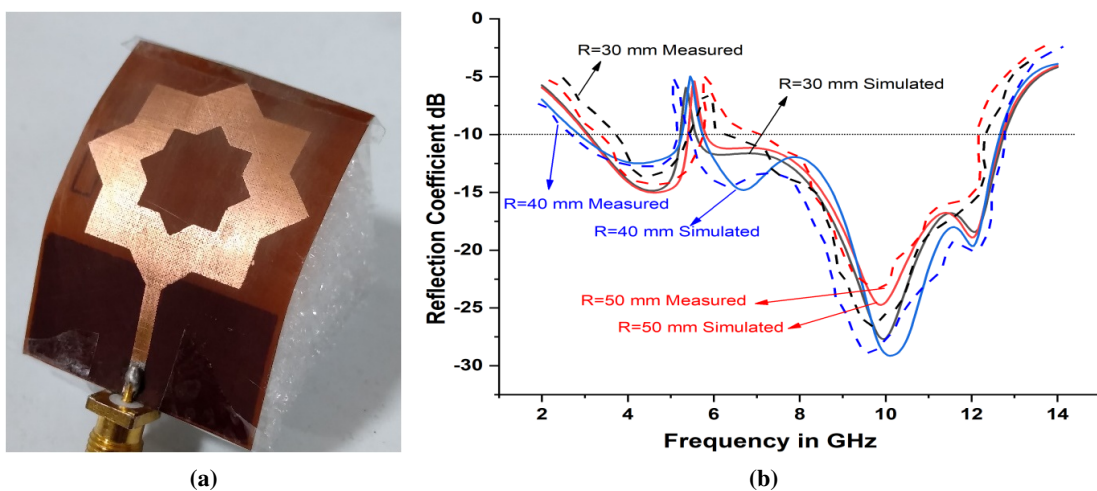 0
-5
-10
-15
-20
-25
-30
Reflection Coefficient dB
R=30 mm Measured
R=30 mm Simulated
R=40 mm Measured
R=40 mm Simulated
R=50 mm Measured
R=50 mm Simulated
2 4 6 8 10 12 14
Frequency in GHz
(a) (b)